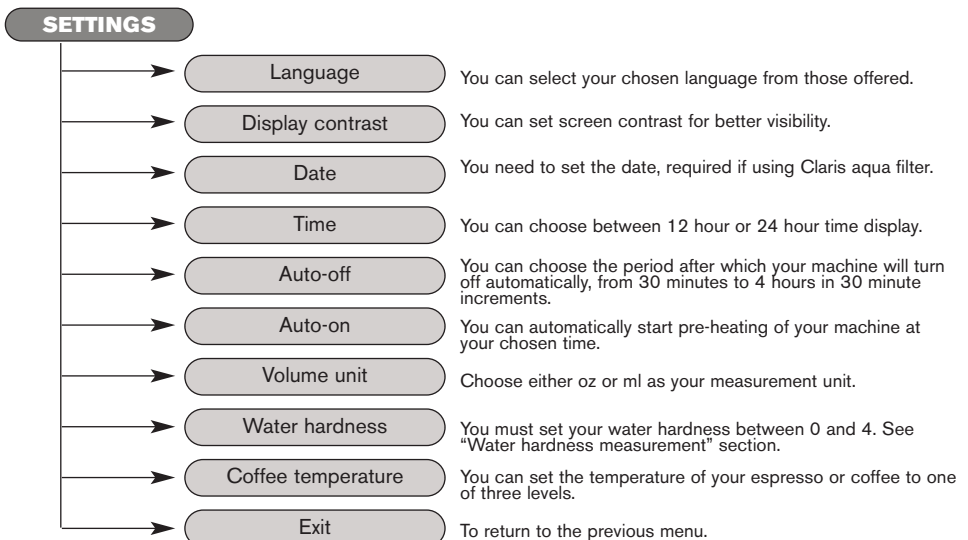 SETTINGS
Language
You can select your chosen language from those offered.
Display contrast
You can set screen contrast for better visibility.
Date
You need to set the date, required if using Claris aqua filter.
Time
You can choose between 12 hour or 24 hour time display.
Auto-off
You can choose the period after which your machine will turn
off automatically, from 30 minutes to 4 hours in 30 minute
increments.
Auto-on
You can automatically start pre-heating of your machine at
your chosen time.
Volume unit
Choose either oz or ml as your measurement unit.
Water hardness
You must set your water hardness between 0 and 4. See
“Water hardness measurement” section.
Coffee temperature
You can set the temperature of your espresso or coffee to one
of three levels.
Exit
To return to the previous menu.